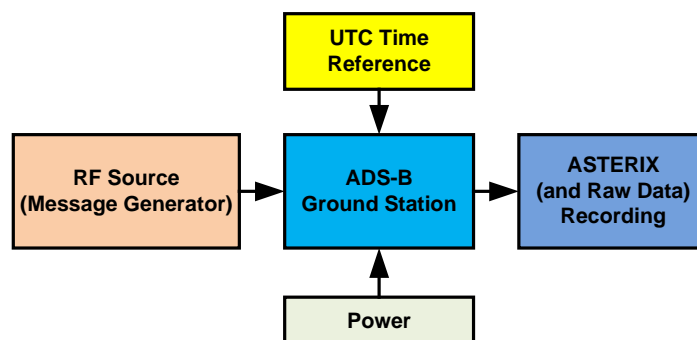 UTC Time
Reference
RF Source
(Message Generator)
ADS-B
Ground Station
ASTERIX
(and Raw Data)
Recording
Power